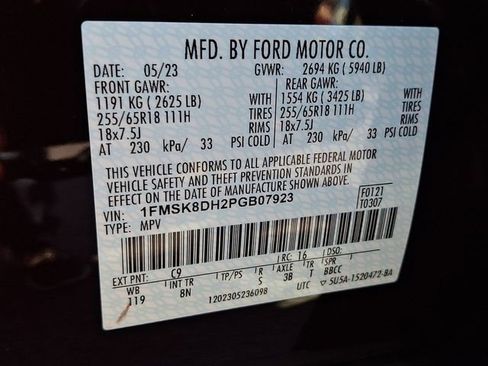 MFD. BY FORD MOTOR CO.
DATE: 05/23 GVWR: 2694 KG ( 5940 LB)
FRONT GAWR: REAR GAWR:
1191 KG ( 2625 LB) WITH 1554 KG ( 3425 LB) WITH
255/65R18 111H TIRES 255/65R18 111H TIRES
18x7.5J RIMS 18x7.5J RIMS
AT 230 kPa/ 33 PSI COLD AT 230 kPa/ 33 PSI COLD
THIS VEHICLE CONFORMS TO ALL APPLICABLE FEDERAL MOTOR
VEHICLE SAFETY AND THEFT PREVENTION STANDARDS IN EFFECT
ON THE DATE OF MANUFACTURE SHOWN ABOVE.
VIN: 1FMSK8DH2PGB07923 F0121
TYPE: MPV T0307
EXT PNT: C9 RC: 16 DSO:
WB INT TR TP/PS R AXLE TR SPR
119 8N S 3B T BBCC
1202305236098 UTC ▽ 5U5A-1520472-BA